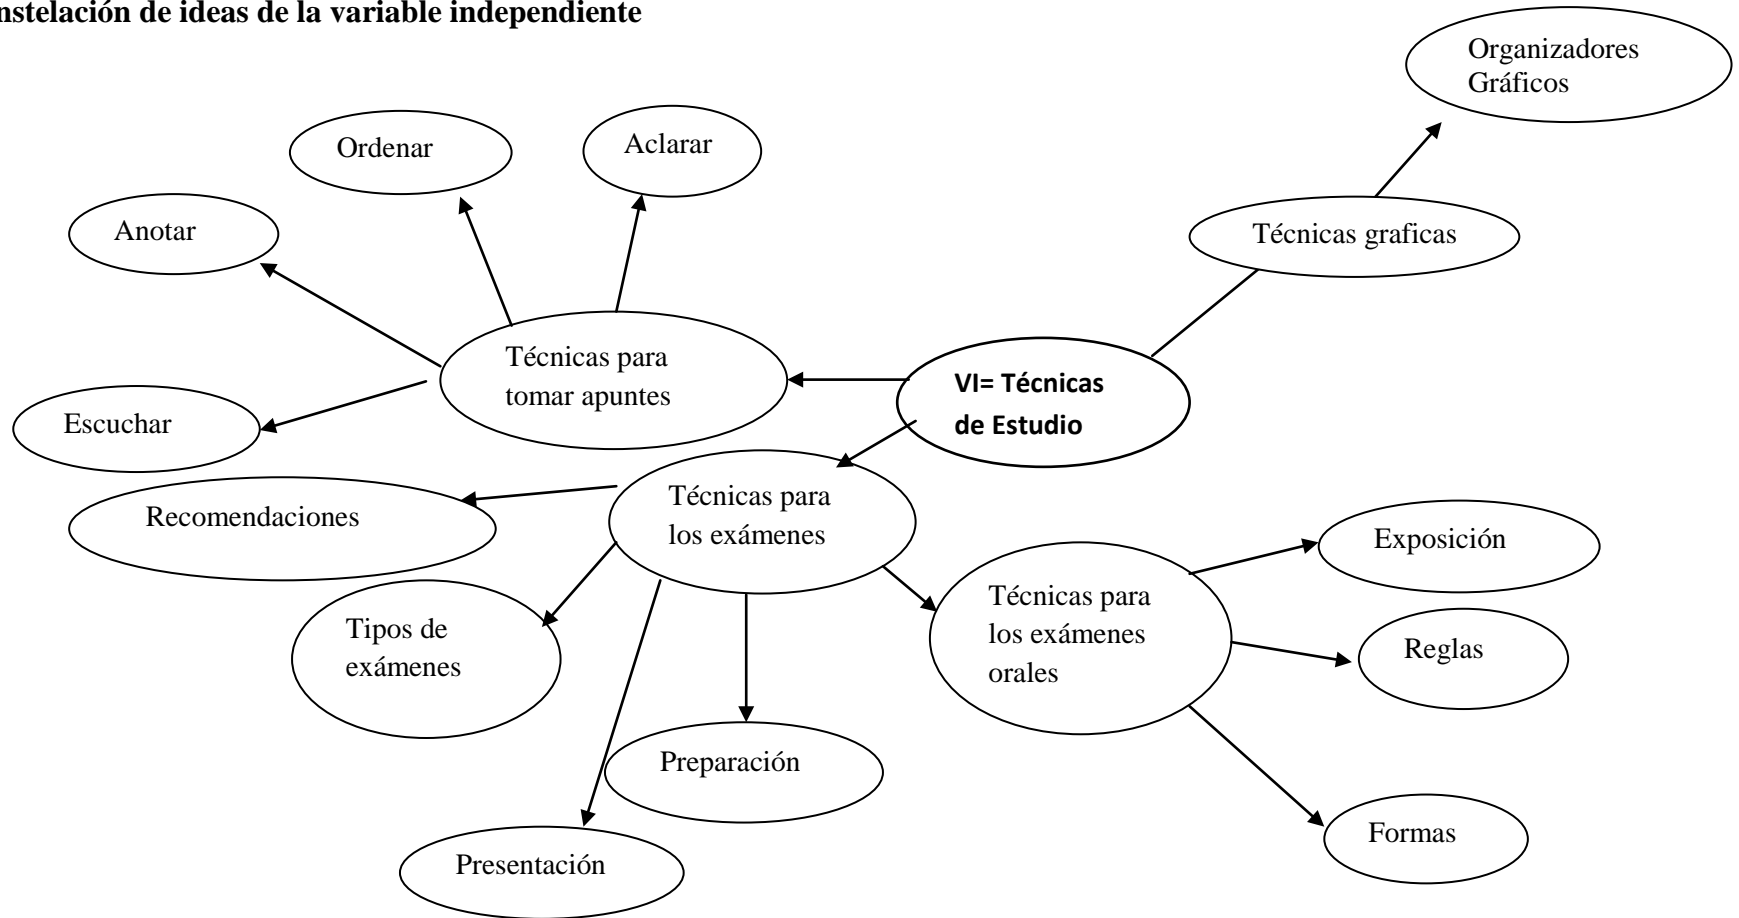 nstelación de ideas de la variable independiente
Organizadores
Gráficos
Ordenar
Aclarar
Anotar
Técnicas graficas
Técnicas para
tomar apuntes
VI= Técnicas
de Estudio
Escuchar
Técnicas para
los exámenes
Recomendaciones
Exposición
Técnicas para
los exámenes
orales
Tipos de
exámenes
Reglas
Preparación
Formas
Presentación